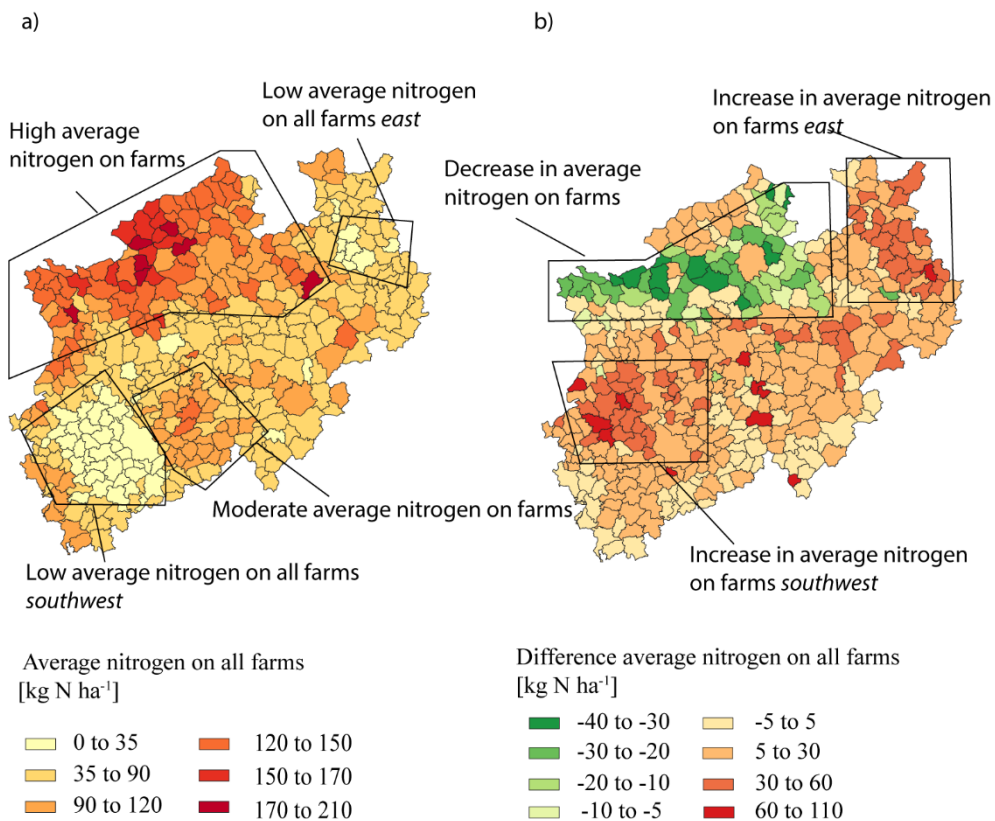 a)
High average
nitrogen on farms
Low average nitrogen
on all farms east
Moderate average nitrogen on farms
Low average nitrogen on all farms
southwest
Average nitrogen on all farms
[kg N ha⁻¹]
0 to 35
35 to 90
90 to 120
120 to 150
150 to 170
170 to 210
b)
Increase in average nitrogen
on farms east
Decrease in average
nitrogen on farms
Increase in average nitrogen
on farms southwest
Difference average nitrogen on all farms
[kg N ha⁻¹]
-40 to -30
-30 to -20
-20 to -10
-10 to -5
-5 to 5
5 to 30
30 to 60
60 to 110